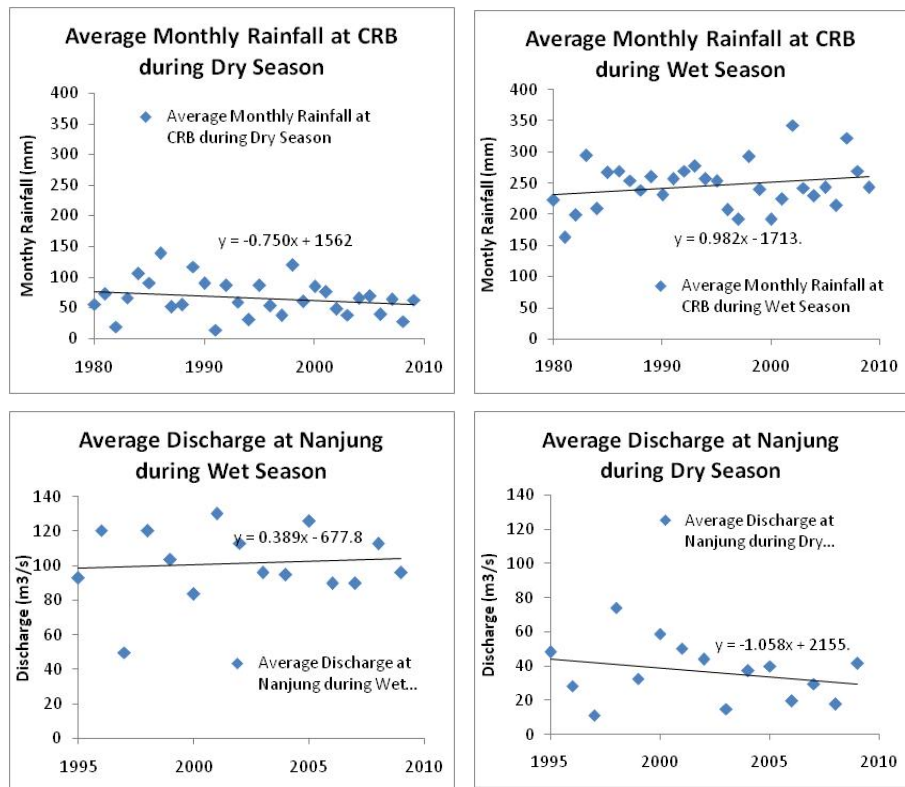 Average Monthly Rainfall at CRB
during Dry Season
400
350
300
250
200
150
100
50
0
Monthy Rainfall (mm)
Average Monthly Rainfall at
CRB during Dry Season
y = -0.750x + 1562
1980
1990
2000
2010
Average Monthly Rainfall at CRB
during Wet Season
400
350
300
250
200
150
100
50
0
Montly Rainfall (mm)
y = 0.982x - 1713.
Average Monthly Rainfall at
CRB during Wet Season
1980
1990
2000
2010
Average Discharge at Nanjung
during Wet Season
140
120
100
80
60
40
20
0
Discharge (m3/s)
y = 0.389x - 677.8
Average Discharge at
Nanjung during Wet...
1995
2000
2005
2010
Average Discharge at Nanjung
during Dry Season
140
120
100
80
60
40
20
0
Discharge (m3/s)
Average Discharge at
Nanjung during Dry...
y = -1.058x + 2155.
1995
2000
2005
2010